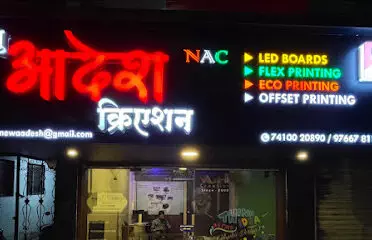 आदेश
क्रिएशन
NAC
LED BOARDS
FLEX PRINTING
ECO PRINTING
OFFSET PRINTING
newaadesh@gmail.com
74100 20890 / 97667 81